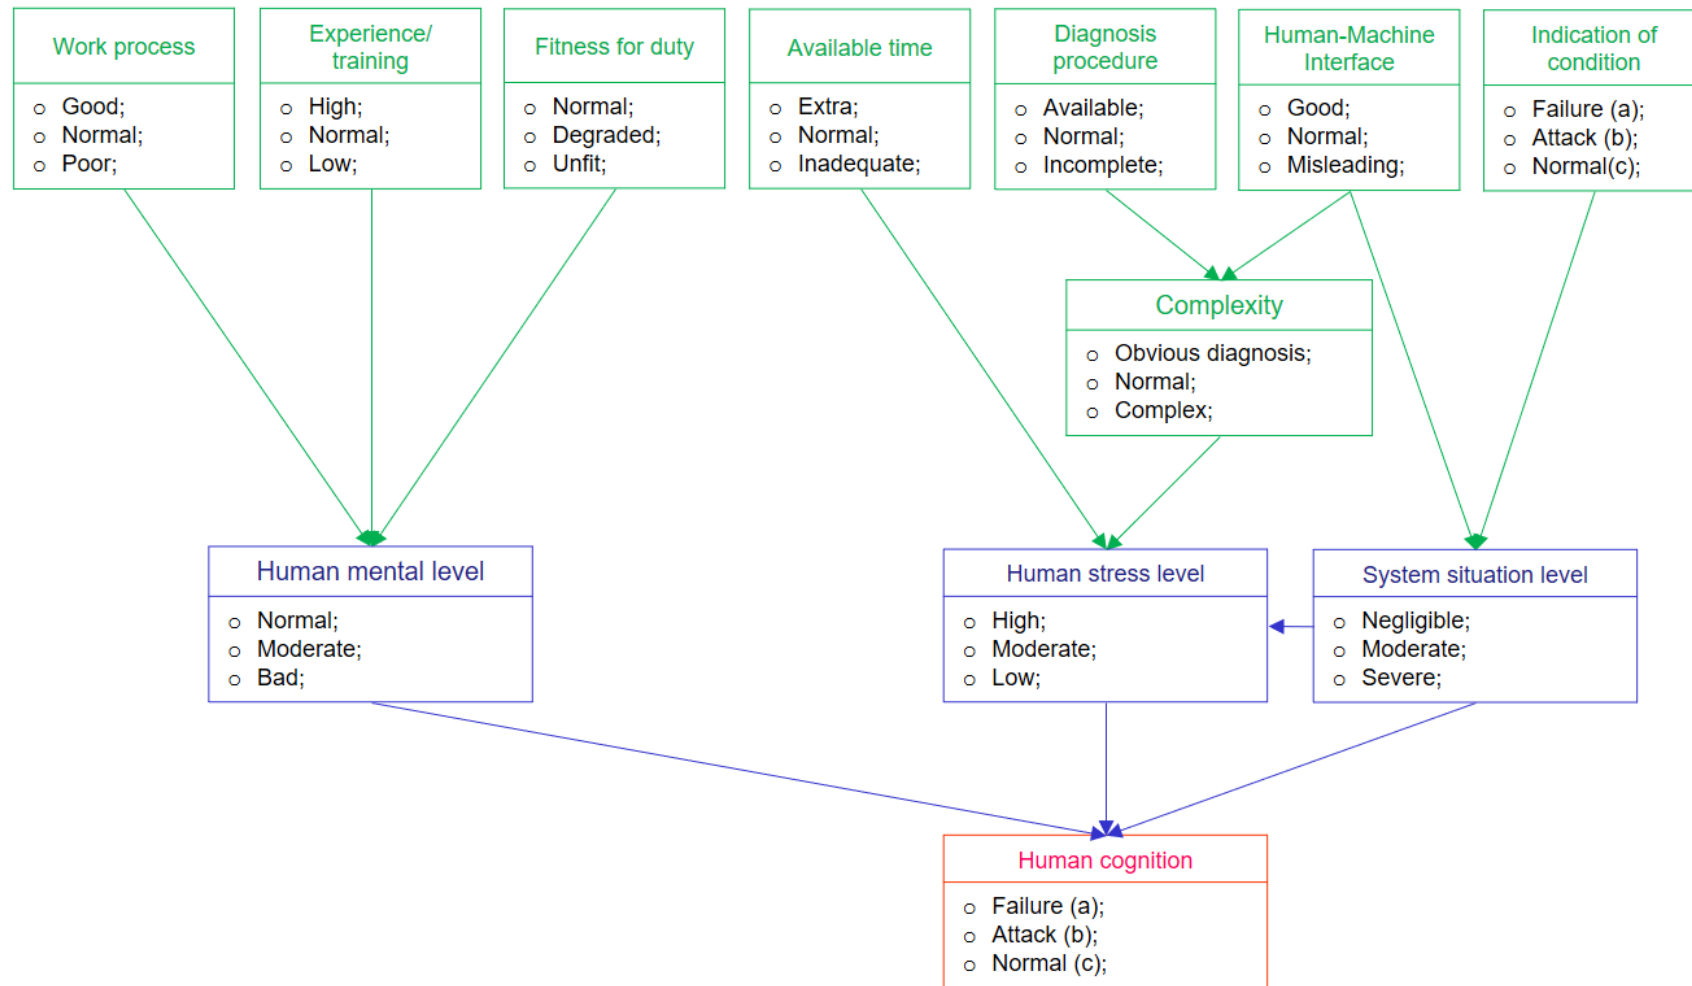 Work process
Good;
Normal;
Poor;
Experience/
training
High;
Normal;
Low;
Fitness for duty
Normal;
Degraded;
Unfit;
Available time
Extra;
Normal;
Inadequate;
Diagnosis
procedure
Available;
Normal;
Incomplete;
Human-Machine
Interface
Good;
Normal;
Misleading;
Indication of
condition
Failure (a);
Attack (b);
Normal(c);
Complexity
Obvious diagnosis;
Normal;
Complex;
Human mental level
Normal;
Moderate;
Bad;
Human stress level
High;
Moderate;
Low;
System situation level
Negligible;
Moderate;
Severe;
Human cognition
Failure (a);
Attack (b);
Normal (c);